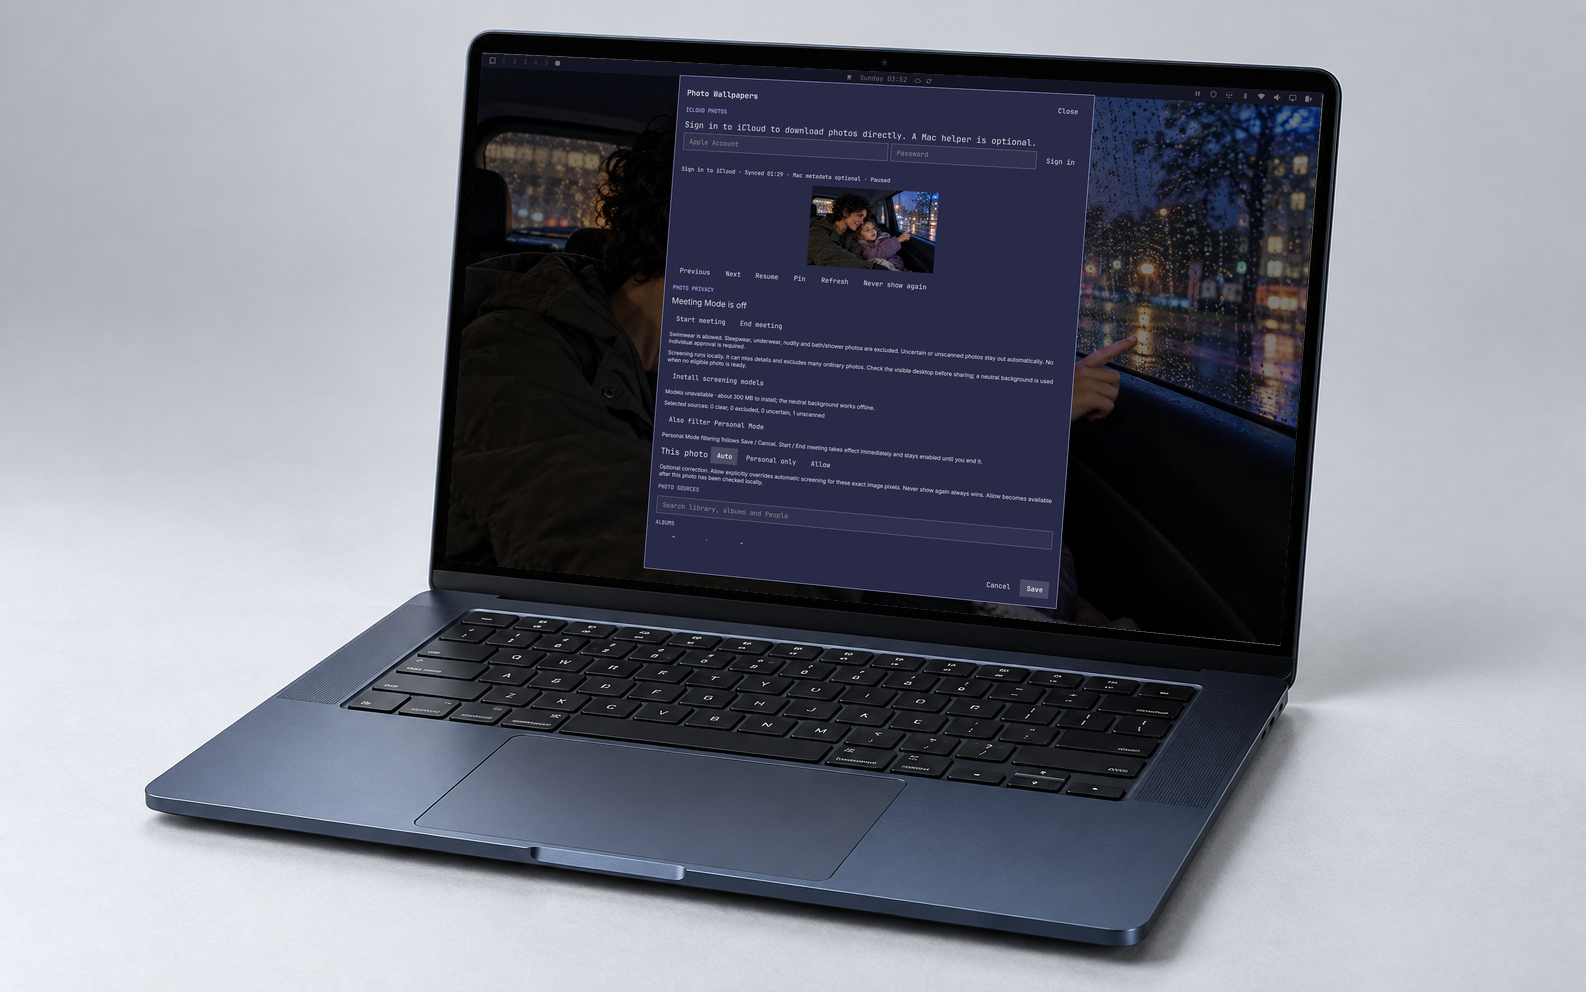 1 2 3 4 5
Sunday 03:52
Photo Wallpapers
Close
ICLOUD PHOTOS
Sign in to iCloud to download photos directly. A Mac helper is optional.
Apple Account
Password
Sign in
Sign in to iCloud · Synced 01:29 · Mac metadata optional · Paused
Previous Next Resume Pin Refresh Never show again
PHOTO PRIVACY
Meeting Mode is off
Start meeting End meeting
Swimwear is allowed. Sleepwear, underwear, nudity and bath/shower photos are excluded. Uncertain or unscanned photos stay out automatically. No
individual approval is required.
Screening runs locally. It can miss details and excludes many ordinary photos. Check the visible desktop before sharing; a neutral background is used
when no eligible photo is ready.
Install screening models
Models unavailable · about 300 MB to install; the neutral background works offline.
Selected sources: 0 clear, 0 excluded, 0 uncertain, 1 unscanned
Also filter Personal Mode
Personal Mode filtering follows Save / Cancel. Start / End meeting takes effect immediately and stays enabled until you end it.
This photo Auto Personal only Allow
Optional correction. Allow explicitly overrides automatic screening for these exact image pixels. Never show again always wins. Allow becomes available
after this photo has been checked locally.
PHOTO SOURCES
Search library, albums and People
ALBUMS
Cancel Save
Q W R R T Y U I O P
A F G H J
Z X C V B N M